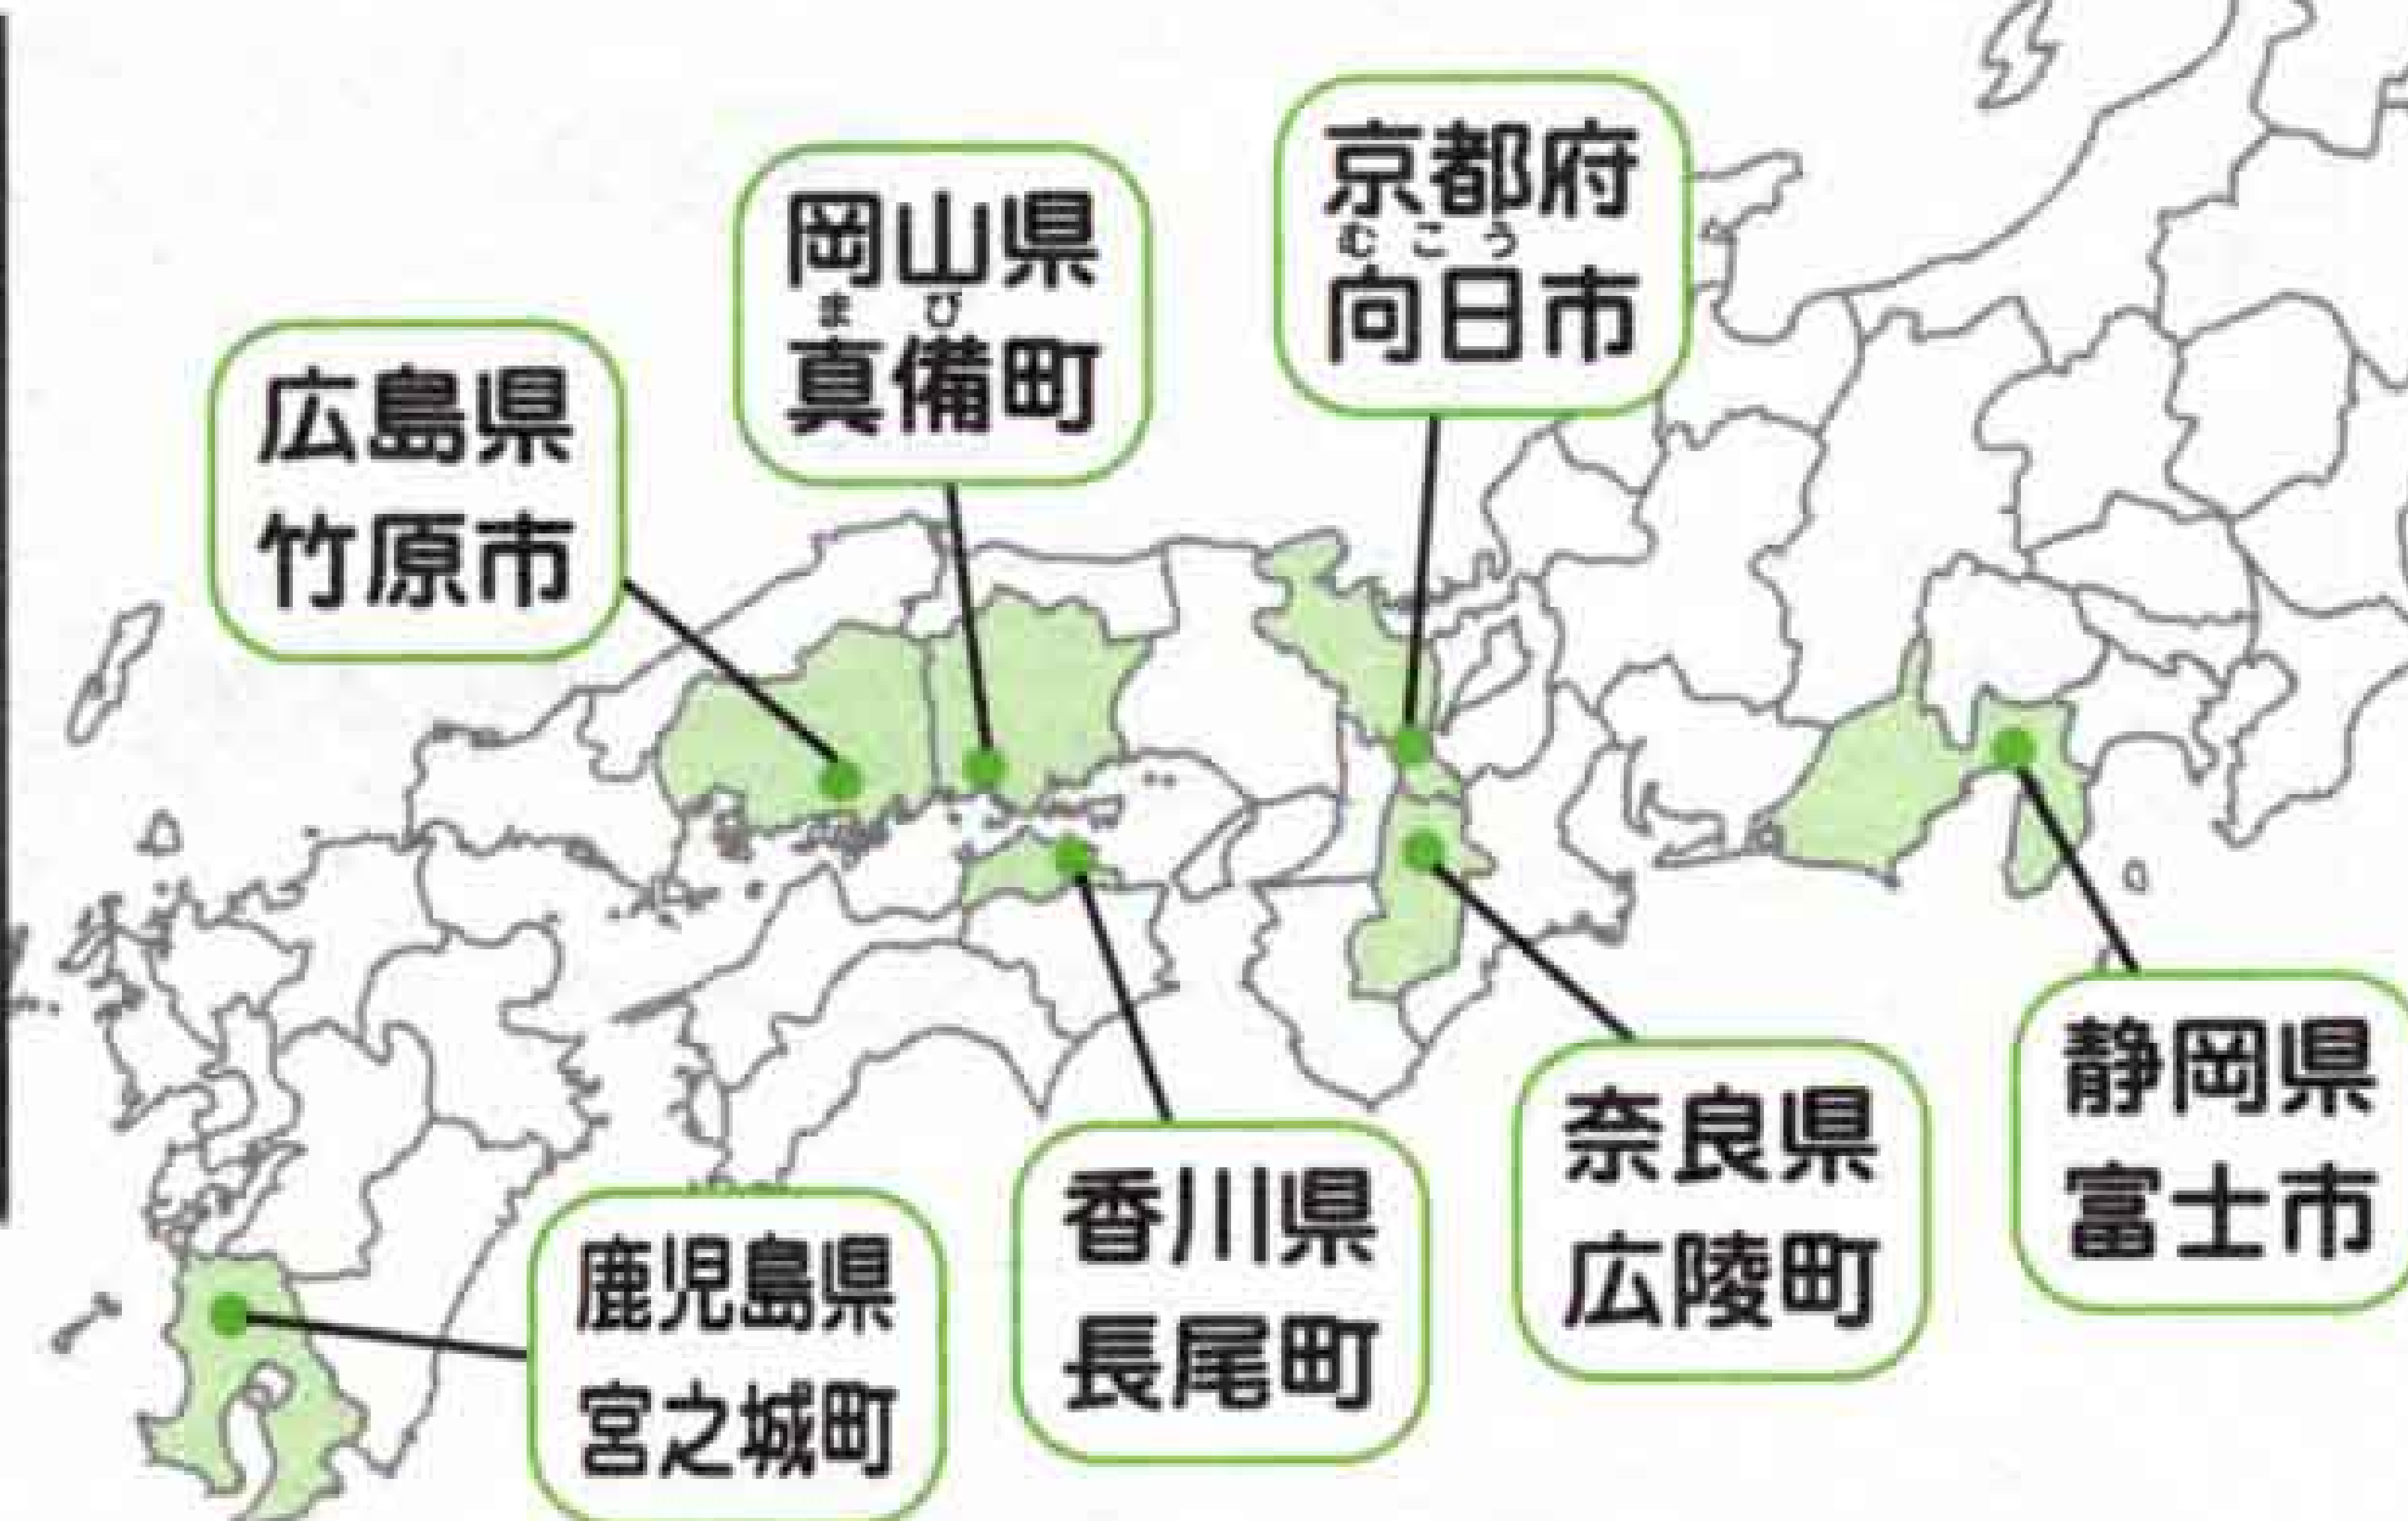 京都府
むこう
向日市
岡山県
まび
真備町
広島県
竹原市
静岡県
富士市
奈良県
広陵町
香川県
長尾町
鹿児島県
宮之城町